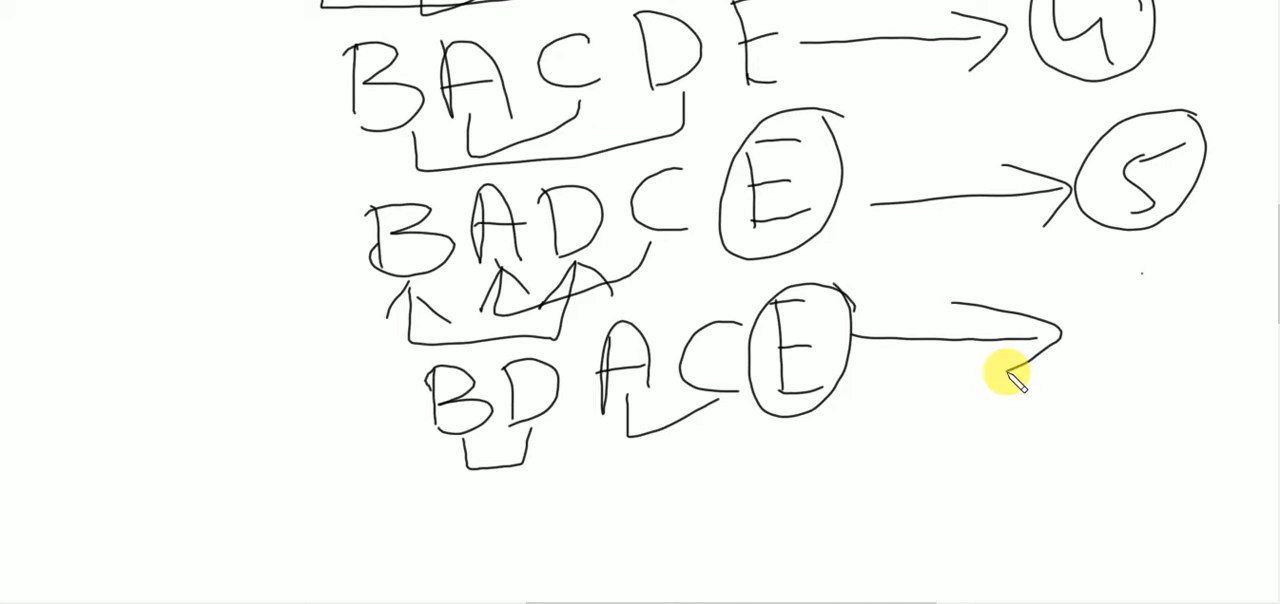 BACDE → 4
BADCE → 5
BDACE →